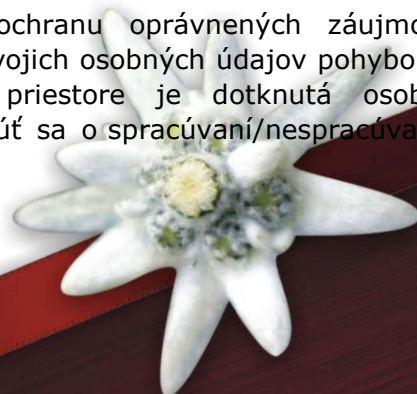 ochranu oprávnených záujmo
vojich osobných údajov pohybo
priestore je dotknutá osob
úť sa o spracúvaní/nespracúva